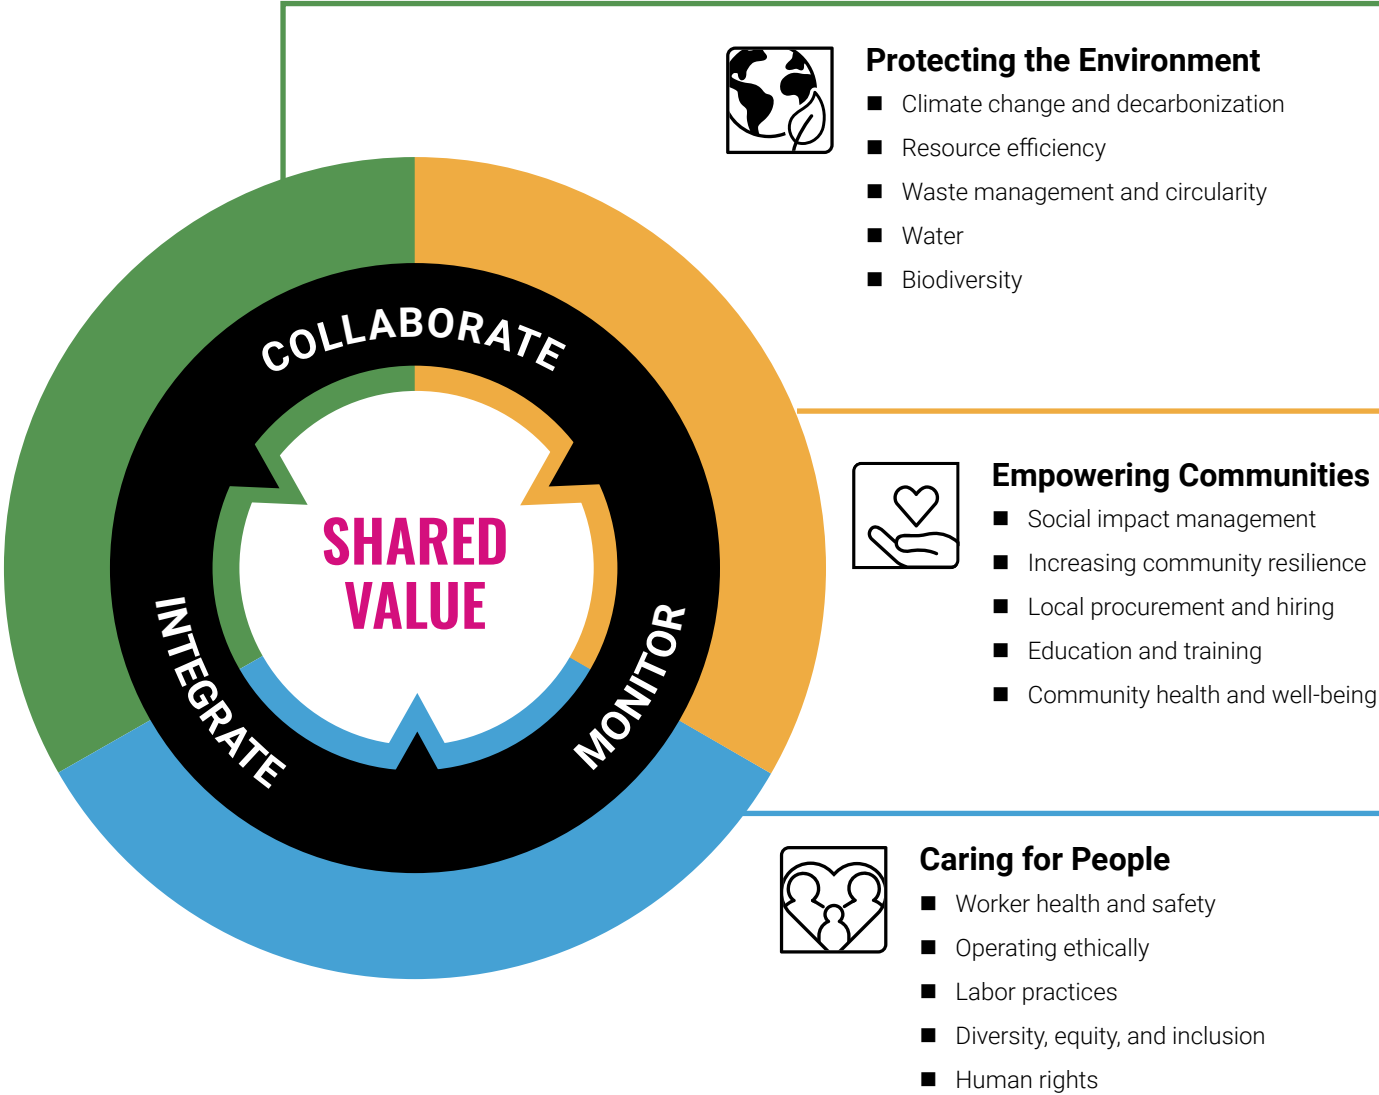 Protecting the Environment
Climate change and decarbonization
Resource efficiency
Waste management and circularity
Water
Biodiversity
COLLABORATE
INTEGRATE
MONITOR
SHARED
VALUE
Empowering Communities
Social impact management
Increasing community resilience
Local procurement and hiring
Education and training
Community health and well-being
Caring for People
Worker health and safety
Operating ethically
Labor practices
Diversity, equity, and inclusion
Human rights